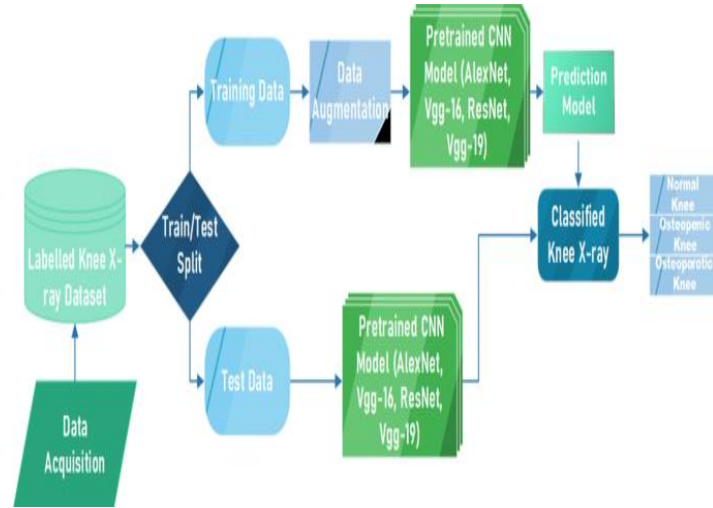 Training Data
Data
Augmentation
Pretrained CNN
Model (AlexNet,
Vgg-16, ResNet,
Vgg-19)
Prediction
Model
Labelled Knee X-
ray Dataset
Train/Test
Split
Classified
Knee X-ray
Normal
Knee
Osteopenic
Knee
Osteoporotic
Knee
Test Data
Pretrained CNN
Model (AlexNet,
Vgg-16, ResNet,
Vgg-19)
Data
Acquisition